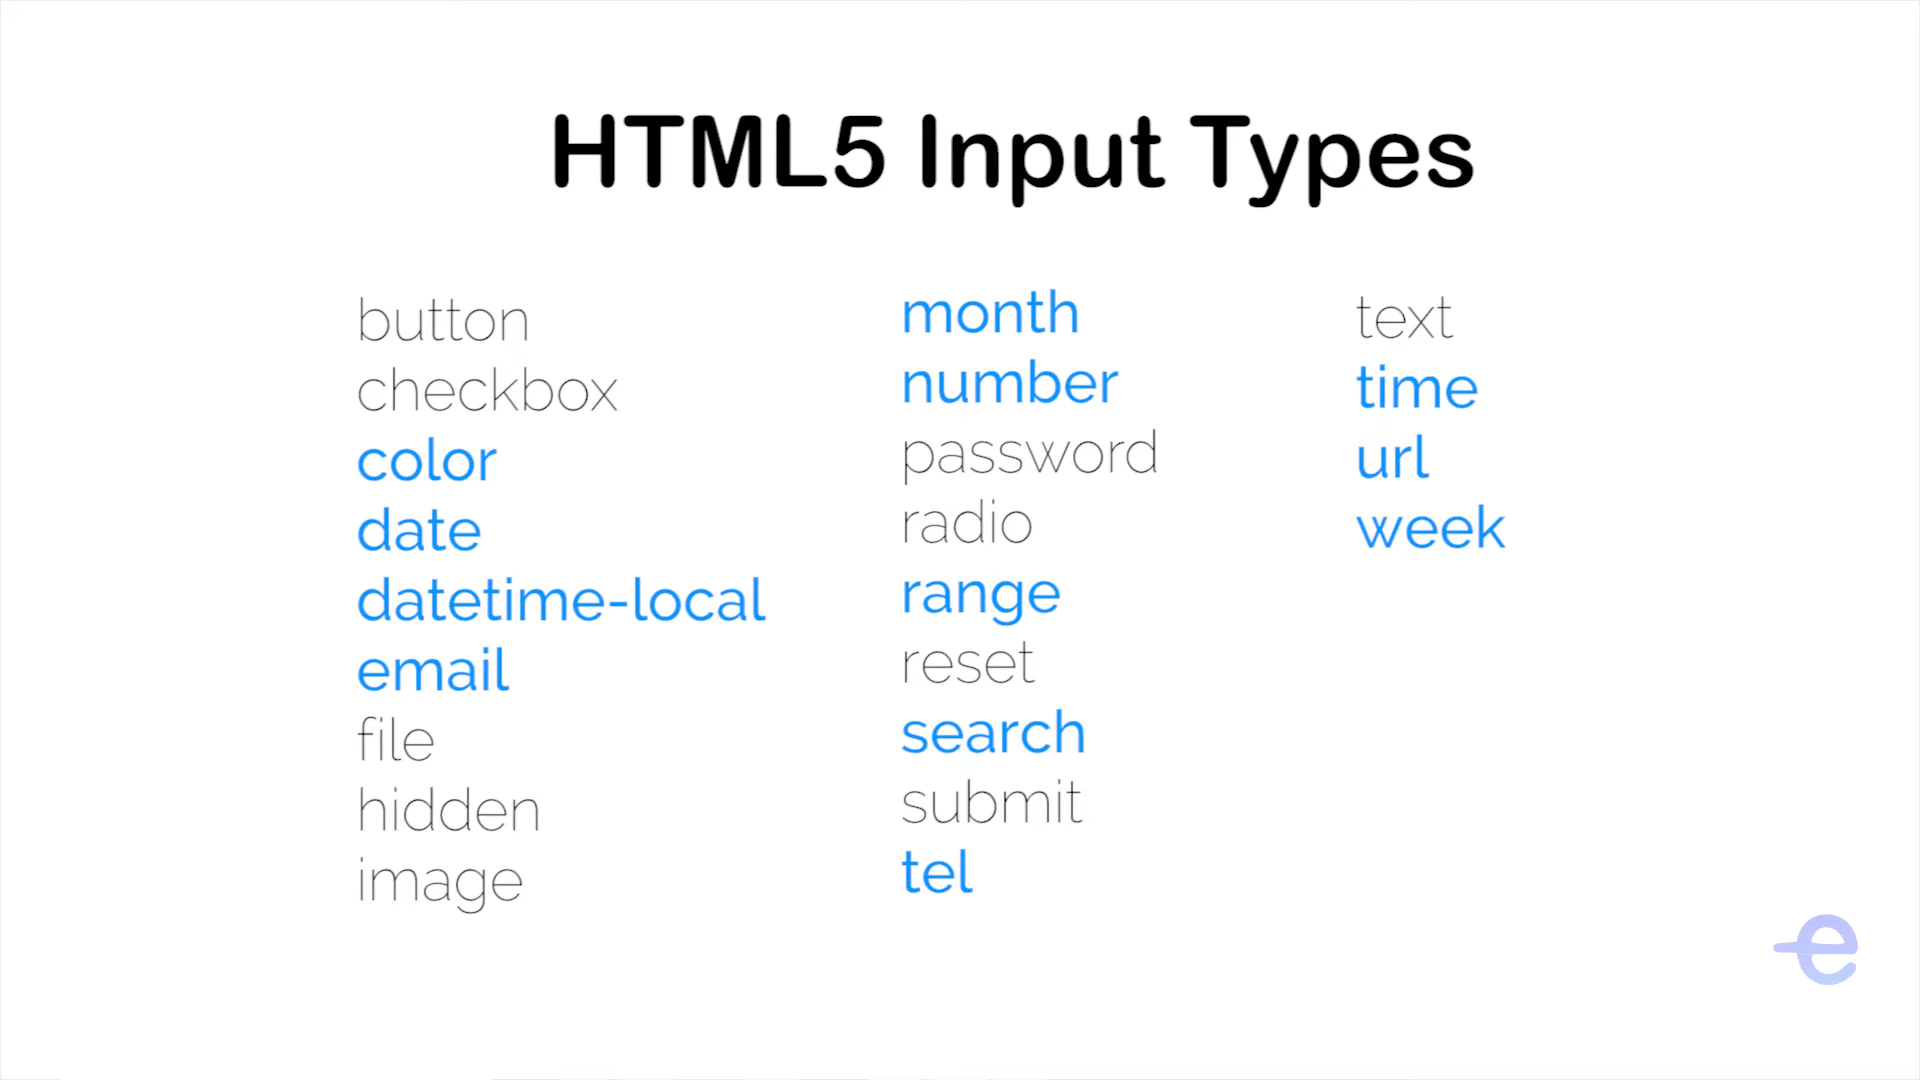 HTML5 Input Types
button
checkbox
color
date
datetime-local
email
file
hidden
image
month
number
password
radio
range
reset
search
submit
tel
text
time
url
week
e